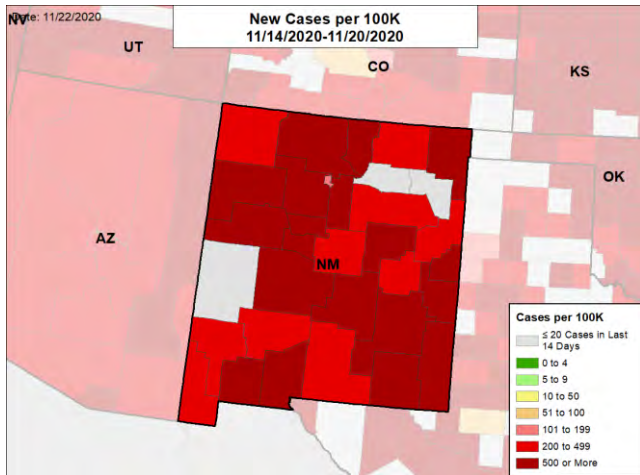 NV
Date: 11/22/2020
New Cases per 100K
11/14/2020-11/20/2020
UT
CO
KS
AZ
NM
OK
Cases per 100K
≤ 20 Cases in Last
14 Days
0 to 4
5 to 9
10 to 50
51 to 100
101 to 199
200 to 499
500 or More